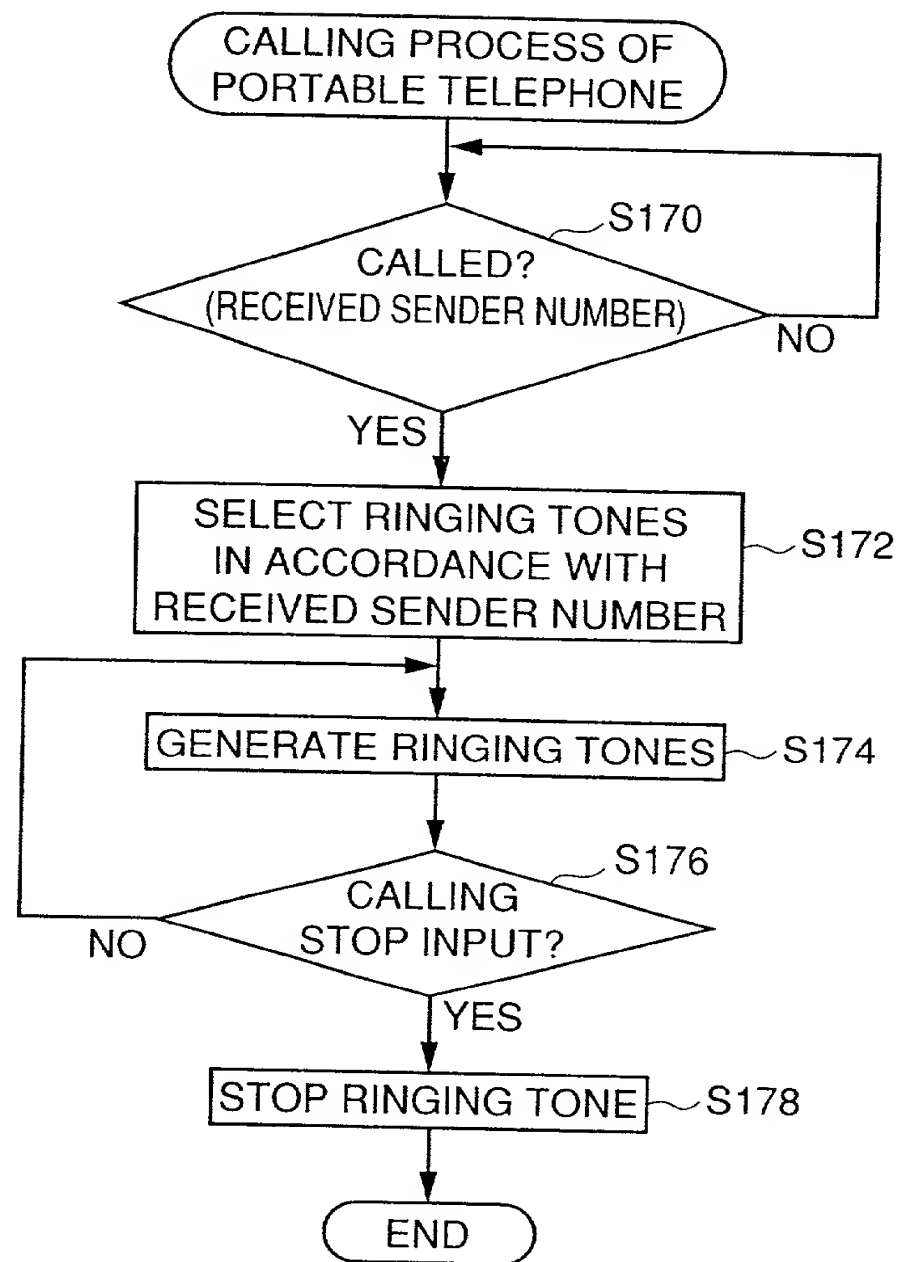 CALLING PROCESS OF
PORTABLE TELEPHONE
S170
CALLED?
(RECEIVED SENDER NUMBER)
NO
YES
SELECT RINGING TONES
IN ACCORDANCE WITH
RECEIVED SENDER NUMBER
S172
GENERATE RINGING TONES
S174
S176
CALLING
STOP INPUT?
NO
YES
STOP RINGING TONE
S178
END